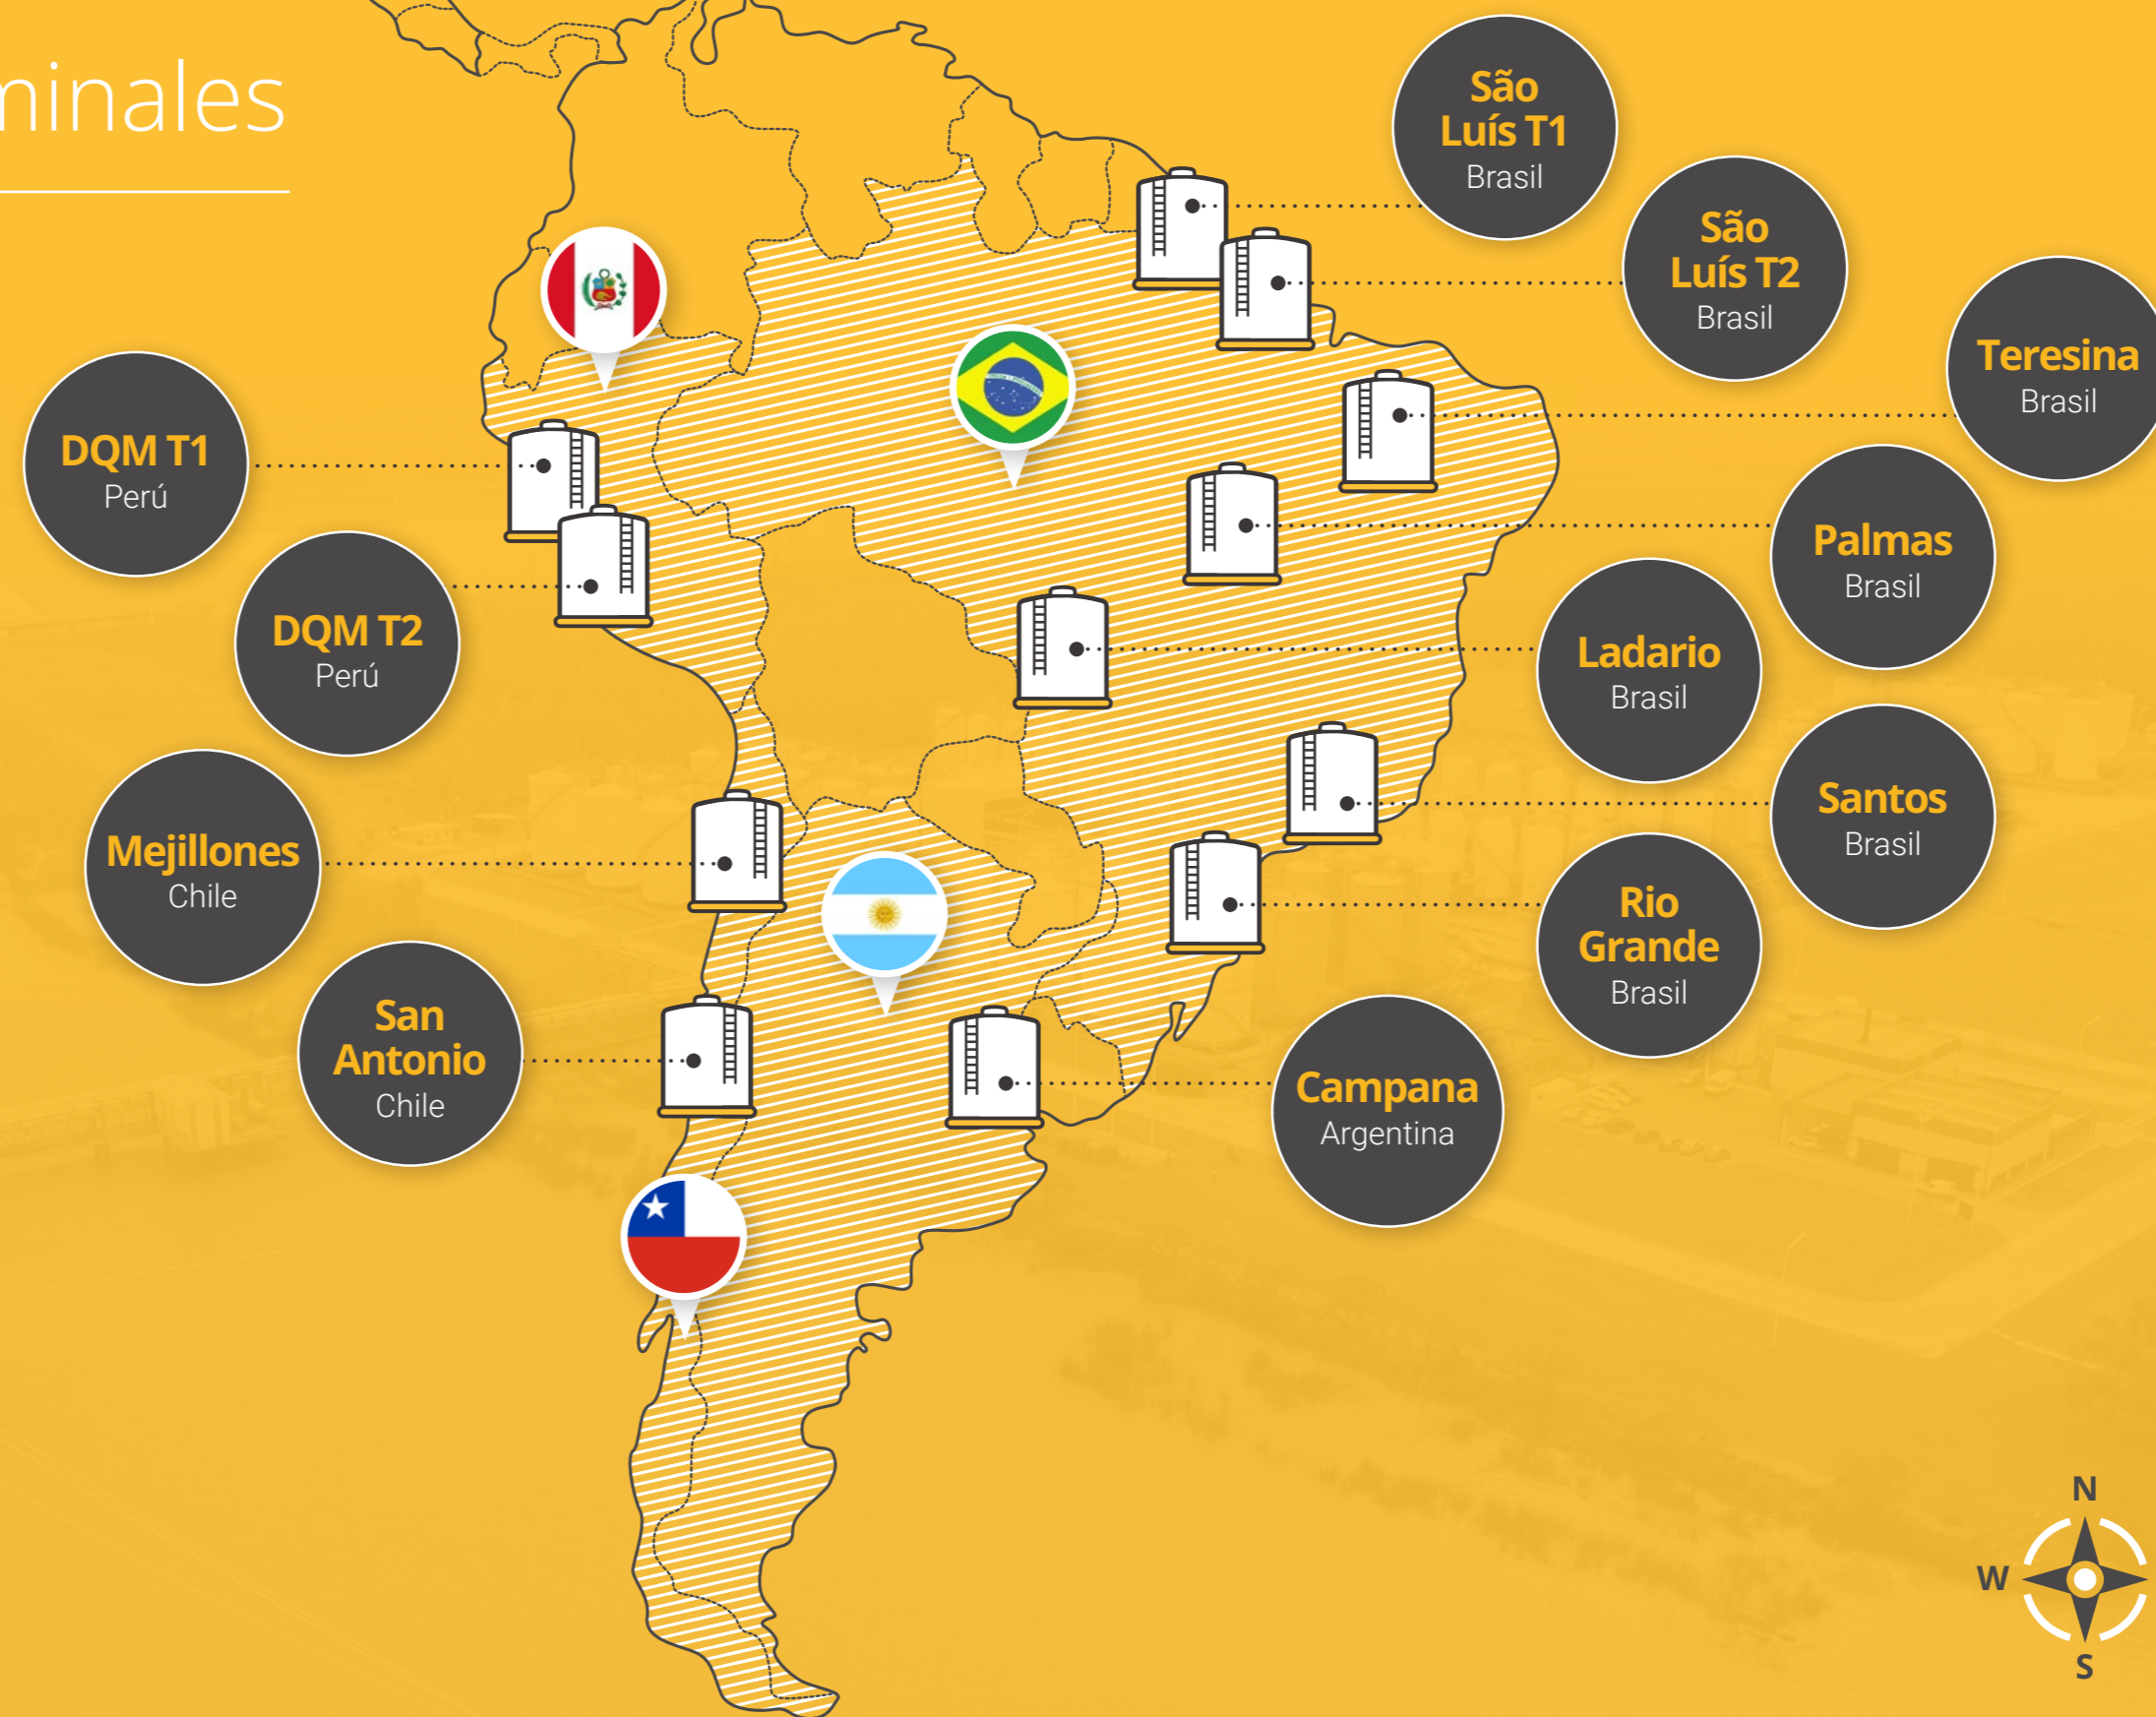 minales
São
Luís T1
Brasil
São
Luís T2
Brasil
Teresina
Brasil
DQM T1
Perú
Palmas
Brasil
DQM T2
Perú
Ladario
Brasil
Santos
Brasil
Mejillones
Chile
Rio
Grande
Brasil
San
Antonio
Chile
Campana
Argentina
N
W
S